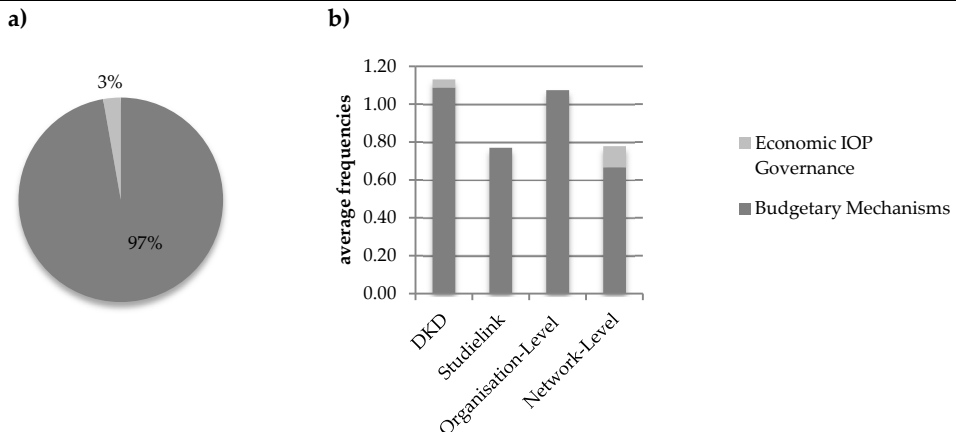 a)
3%
97%
b)
average frequencies
1.20
1.00
0.80
0.60
0.40
0.20
0.00
DKD
Studielink
Organisation-Level
Network-Level
Economic IOP
Governance
Budgetary Mechanisms